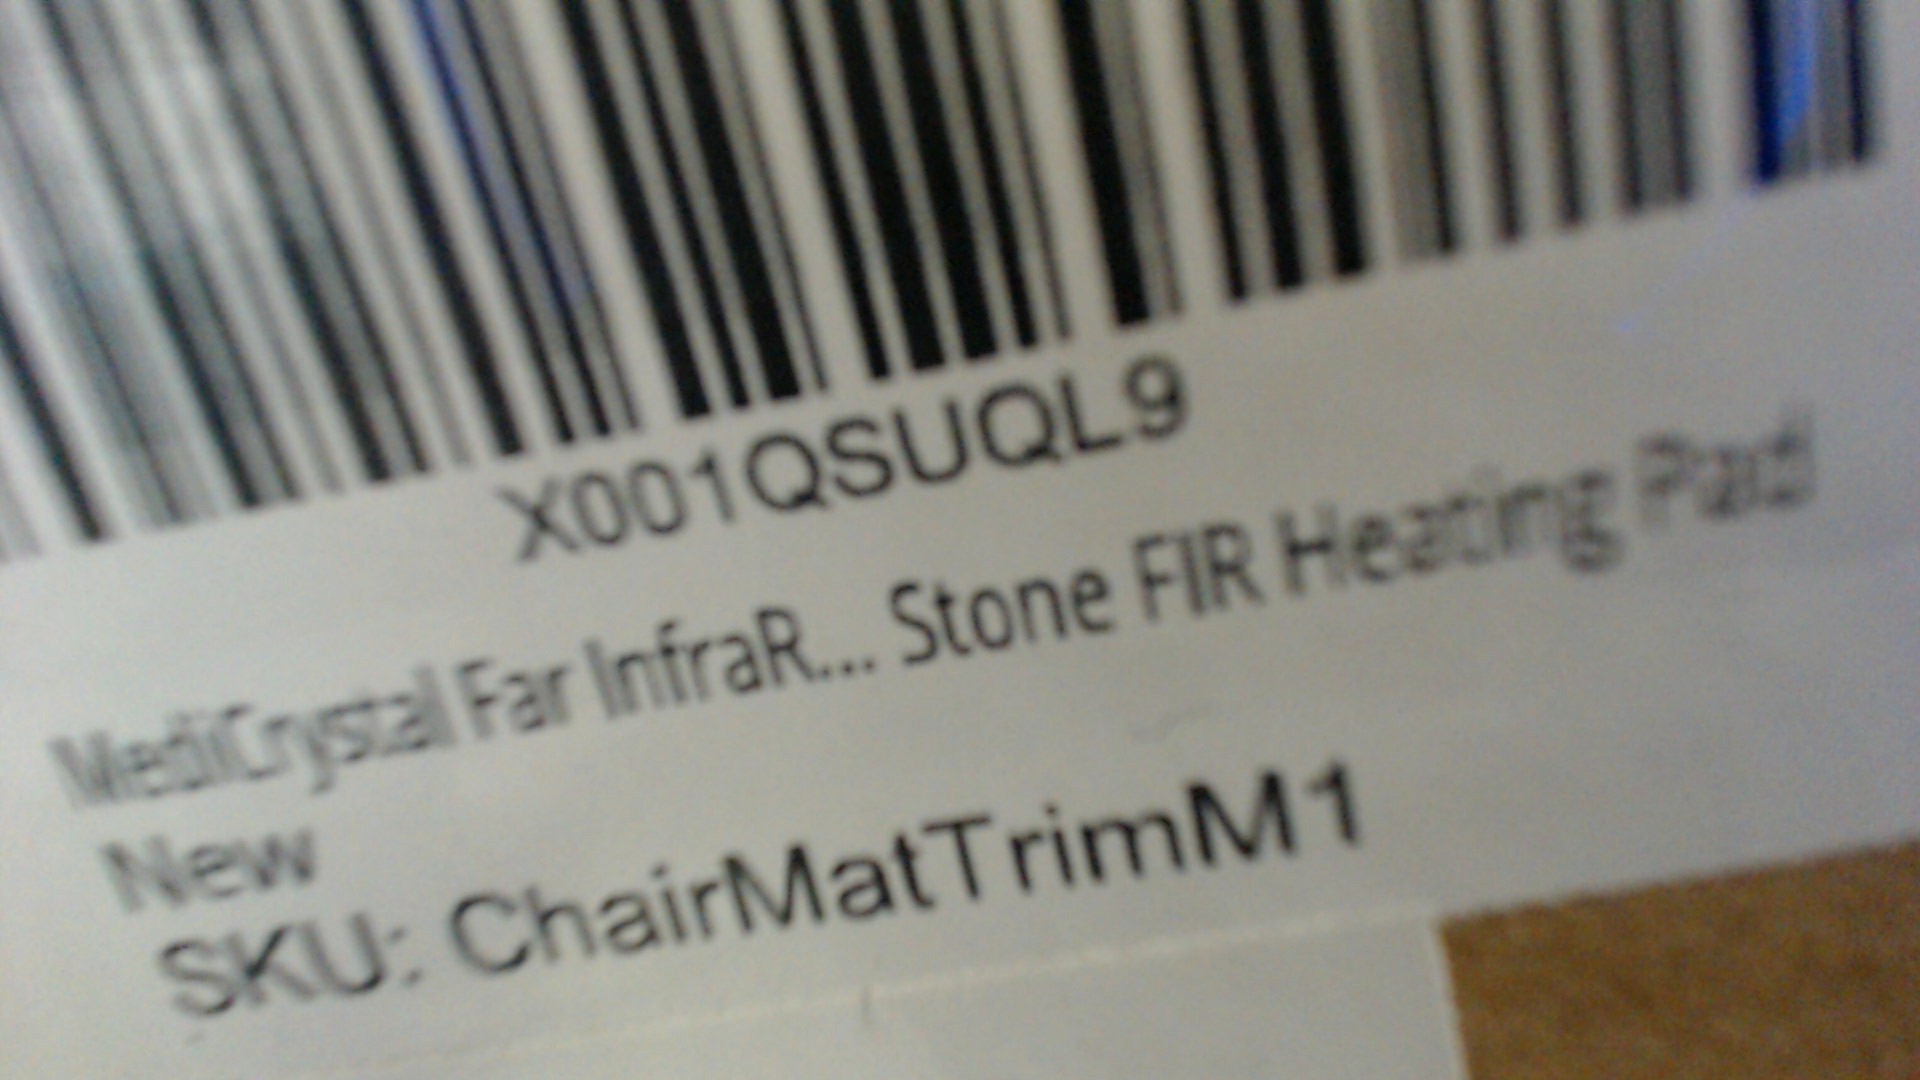 X001QSUQL9
MediCrystal Far InfraR... Stone FIR Heating Pad
New
SKU: ChairMatTrimM1